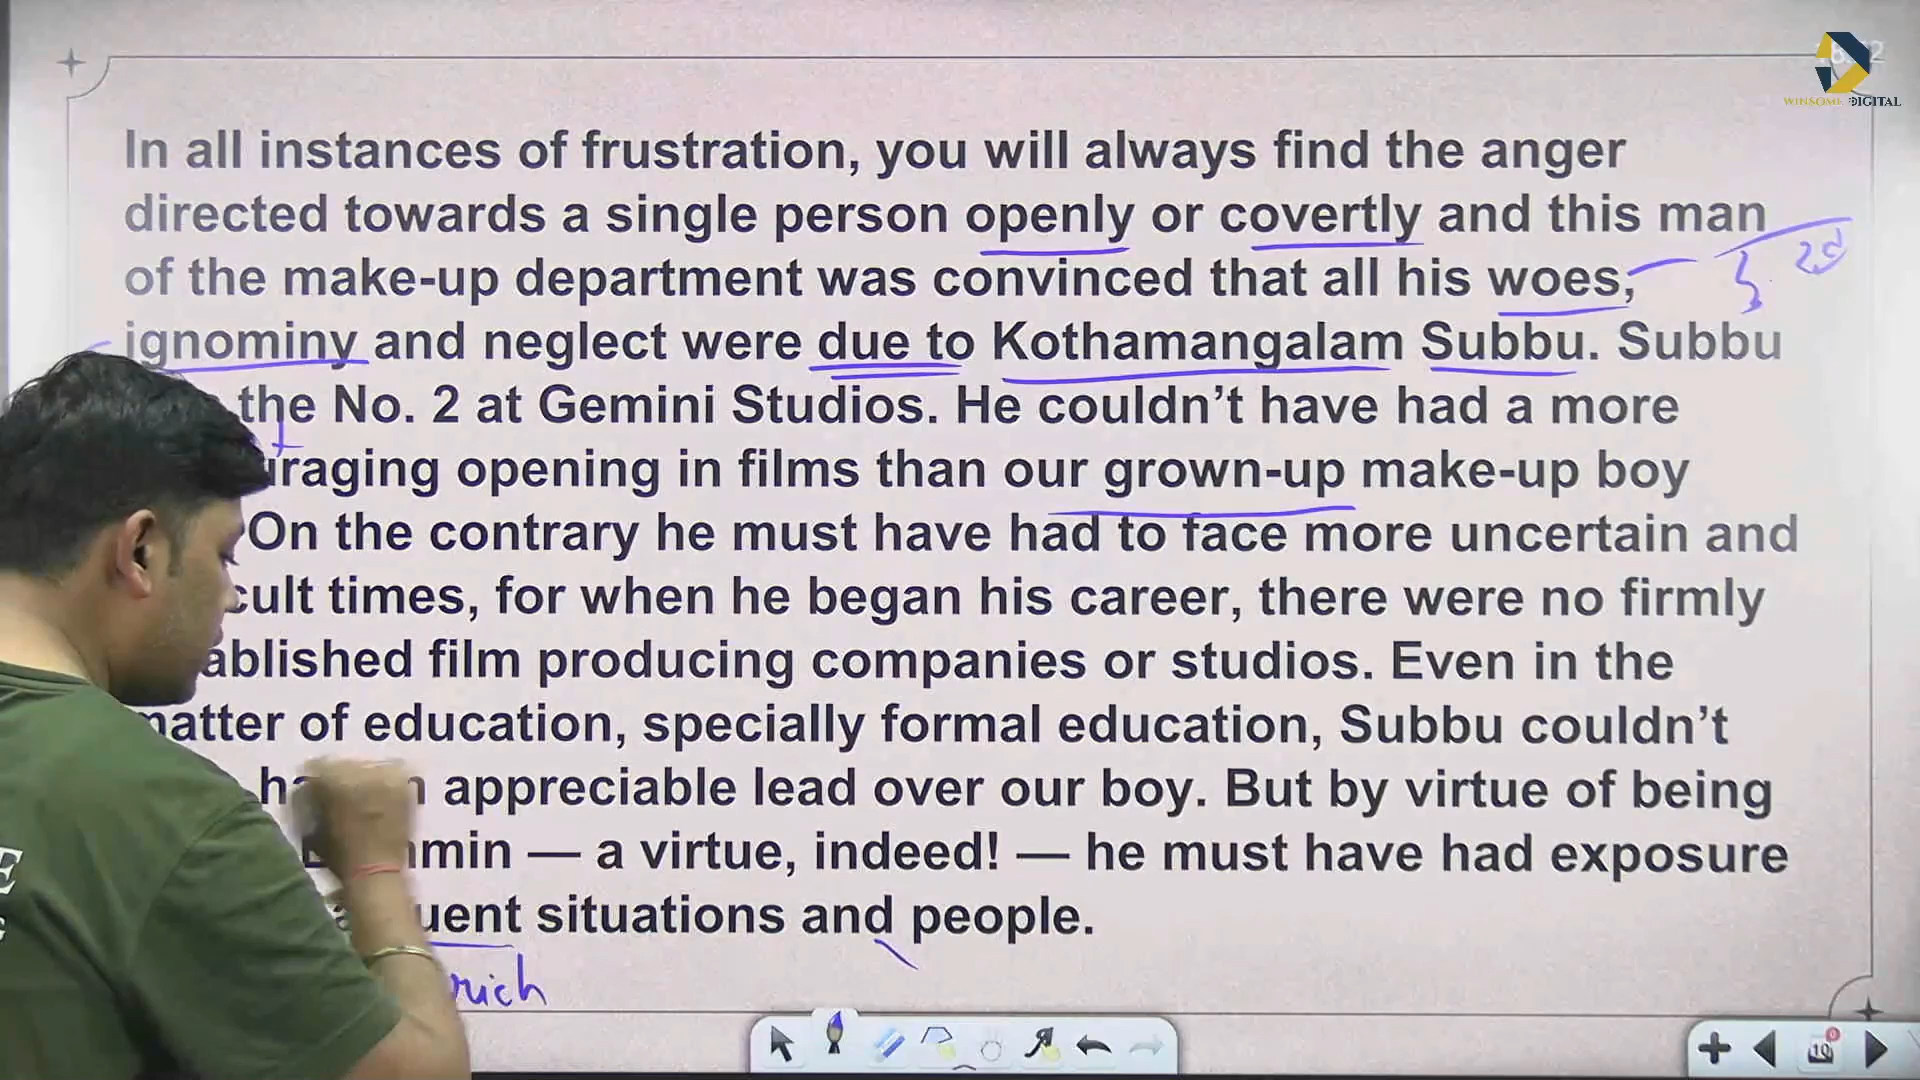 WINSOME DIGITAL
In all instances of frustration, you will always find the anger
directed towards a single person openly or covertly and this man
of the make-up department was convinced that all his woes,
ignominy and neglect were due to Kothamangalam Subbu. Subbu
the No. 2 at Gemini Studios. He couldn’t have had a more
uraging opening in films than our grown-up make-up boy
On the contrary he must have had to face more uncertain and
cult times, for when he began his career, there were no firmly
ablished film producing companies or studios. Even in the
matter of education, specially formal education, Subbu couldn’t
appreciable lead over our boy. But by virtue of being
min — a virtue, indeed! — he must have had exposure
uent situations and people.
rich
19